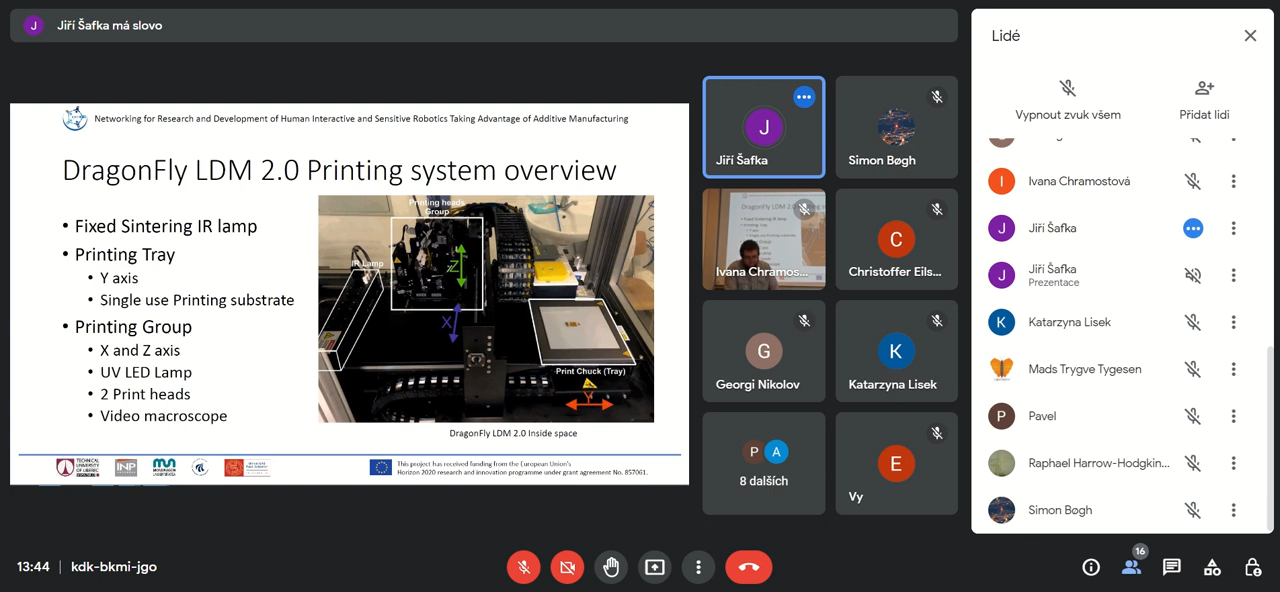 J
Jiří Šafka má slovo
Networking for Research and Development of Human Interactive and Sensitive Robotics Taking Advantage of Additive Manufacturing
DragonFly LDM 2.0 Printing system overview
• Fixed Sintering IR lamp
• Printing Tray
• Y axis
• Single use Printing substrate
• Printing Group
• X and Z axis
• UV LED Lamp
• 2 Print heads
• Video macroscope
Printing heads
Group
IR Lamp
Z
X
Print Chuck (Tray)
Y
DragonFly LDM 2.0 Inside space
TECHNICAL
UNIVERSITY
OF LIBEREC
INP
This project has received funding from the European Union's
Horizon 2020 research and innovation programme under grant agreement No. 857061.
J
Jiří Šafka
Simon Bøgh
Ivana Chramos...
C
Christoffer Eils...
G
Georgi Nikolov
K
Katarzyna Lisek
P A
8 dalších
E
Vy
Lidé
Vypnout zvuk všem
Přidat lidi
I
Ivana Chramostová
J
Jiří Šafka
J
Jiří Šafka
Prezentace
K
Katarzyna Lisek
Mads Trygve Tygesen
P
Pavel
Raphael Harrow-Hodgkin...
Simon Bøgh
13:44 | kdk-bkmi-jgo
16